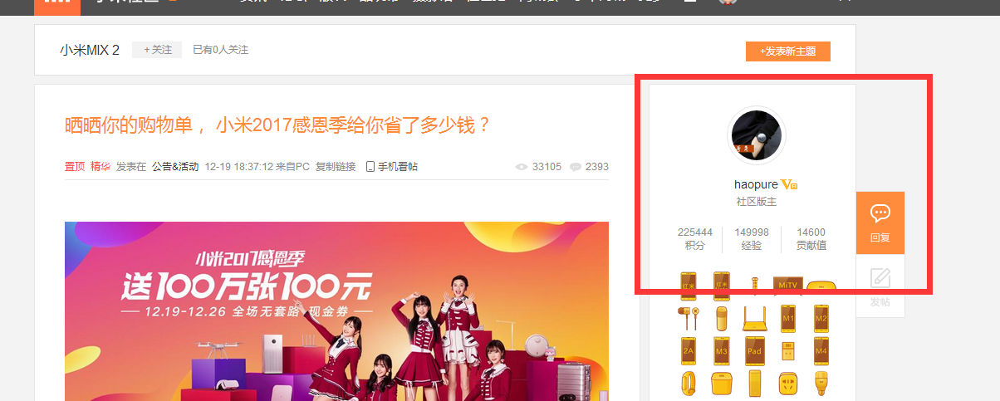 小米MIX 2
+ 关注
已有0人关注
+发表新主题
晒晒你的购物单，小米2017感恩季给你省了多少钱？
置顶 精华 发表在 公告&活动 12-19 18:37:12 来自PC 复制链接 手机看帖 33105 2393
haopure
社区版主
225444 149998 14600
积分 经验 贡献值
回复
发帖
小米2017感恩季
送100万张100元
12.19-12.26 全场无套路 现金券
红米 红米 MiTV
M1 M2
2A M3 Pad M4